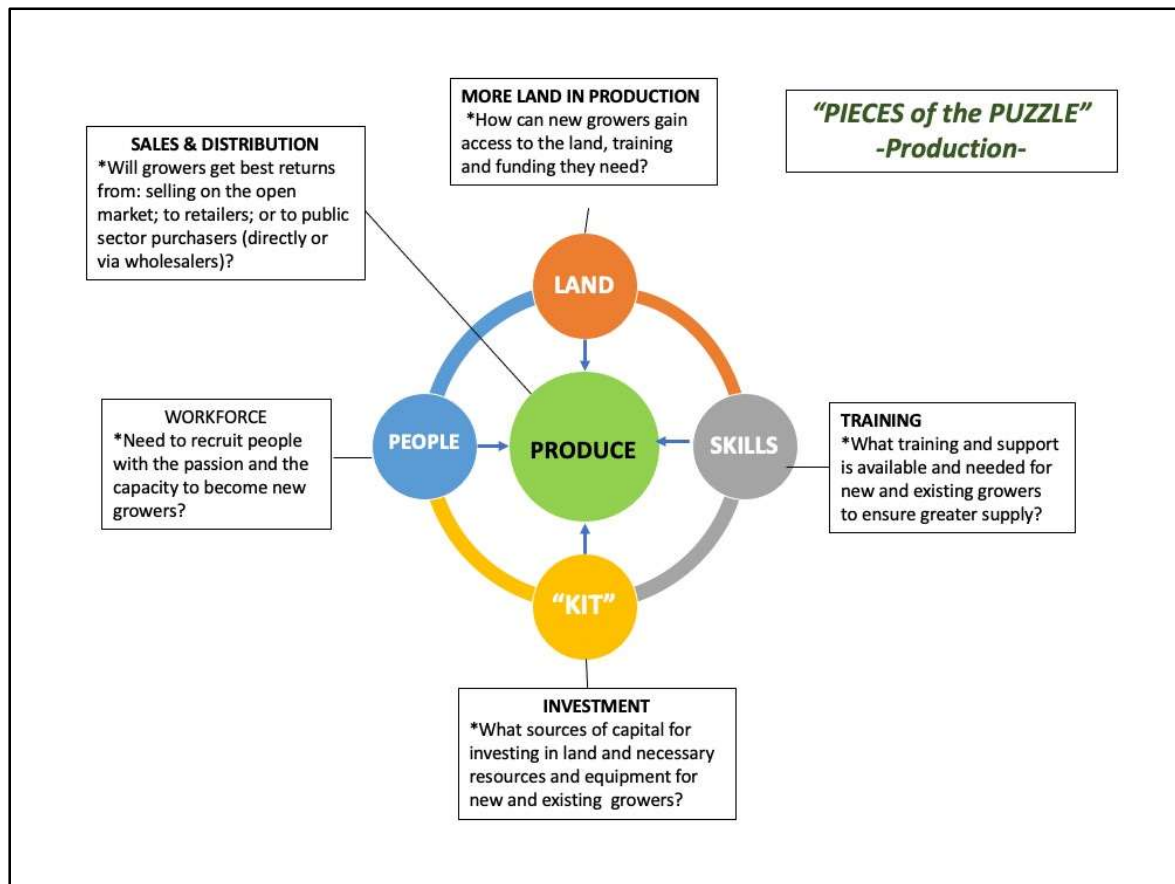 “PIECES of the PUZZLE”
-Production-
MORE LAND IN PRODUCTION
*How can new growers gain
access to the land, training
and funding they need?
SALES & DISTRIBUTION
*Will growers get best returns
from: selling on the open
market; to retailers; or to public
sector purchasers (directly or
via wholesalers)?
LAND
WORKFORCE
*Need to recruit people
with the passion and the
capacity to become new
growers?
PEOPLE
PRODUCE
SKILLS
TRAINING
*What training and support
is available and needed for
new and existing growers
to ensure greater supply?
“KIT”
INVESTMENT
*What sources of capital for
investing in land and necessary
resources and equipment for
new and existing  growers?